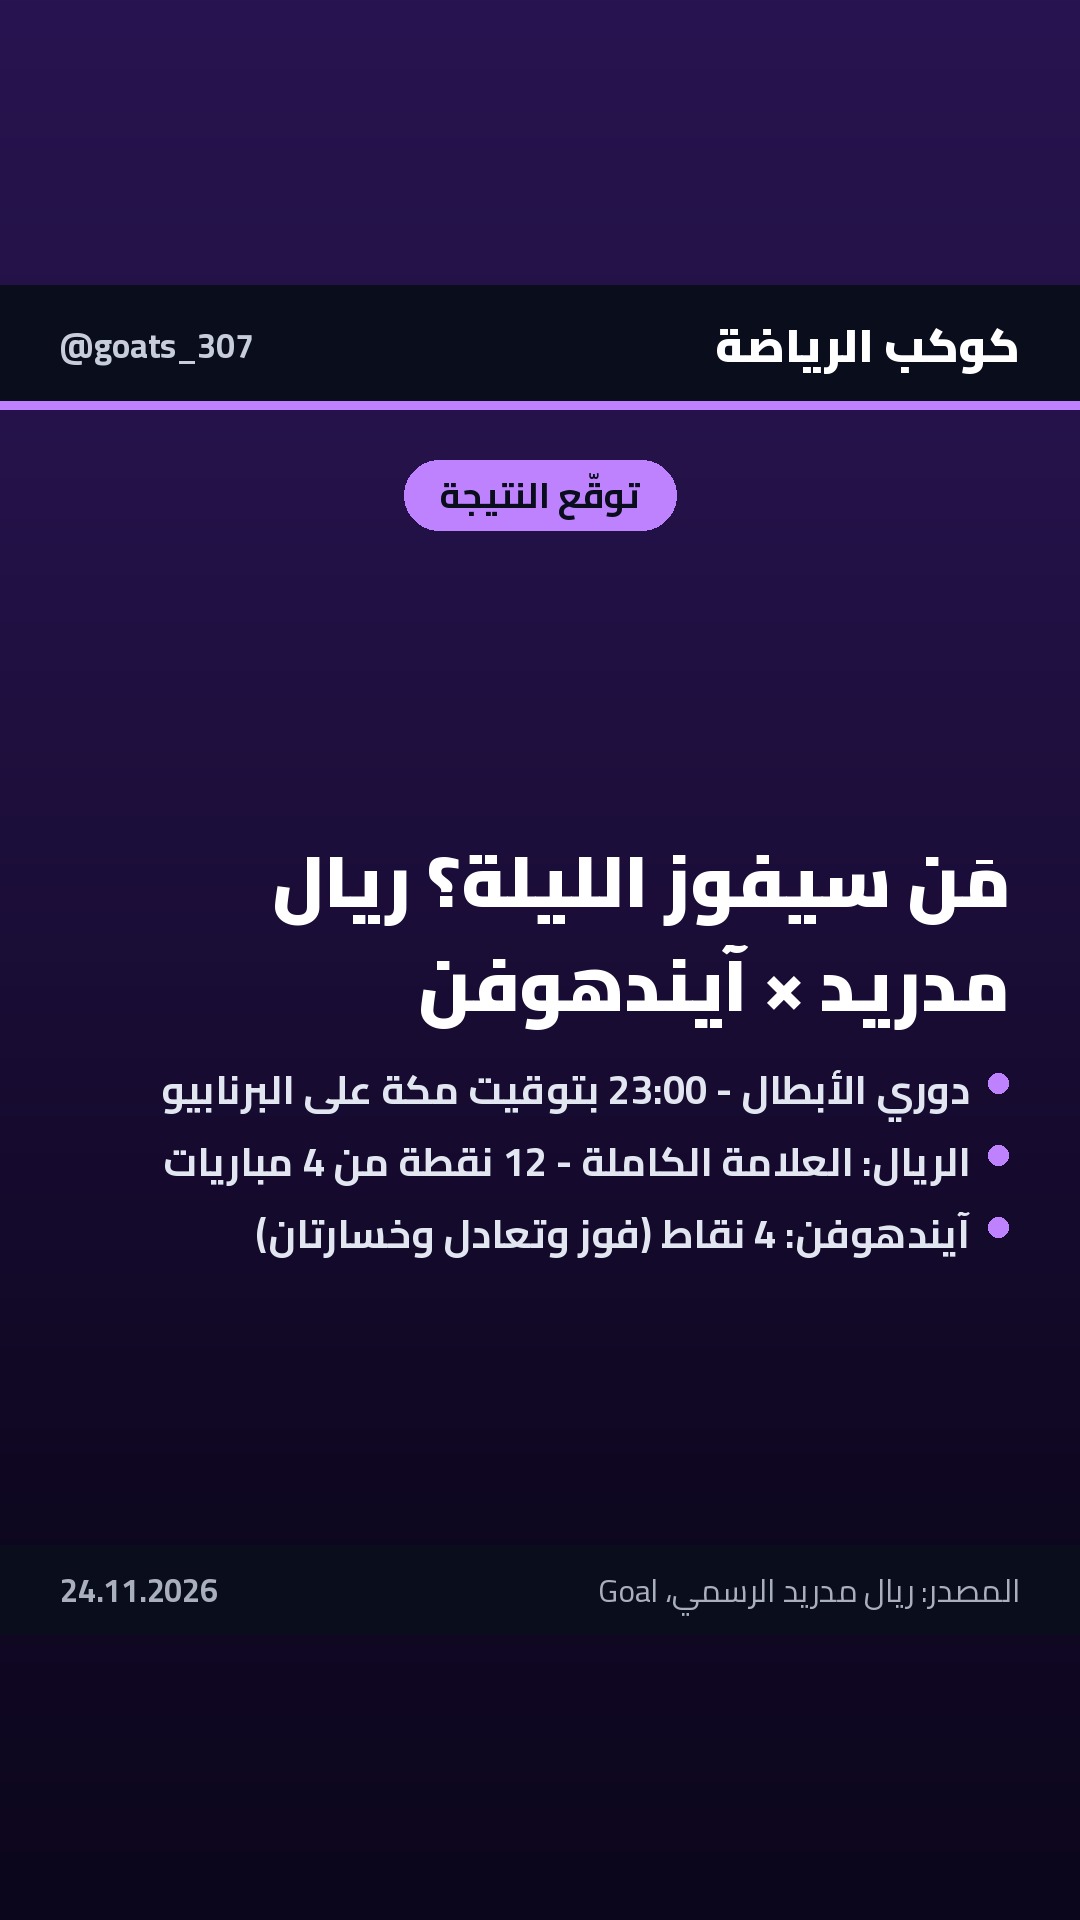 كوكب الرياضة
@goats_307
توقّع النتيجة
مَن سيفوز الليلة؟ ريال
مدريد × آيندهوفن
دوري الأبطال - 23:00 بتوقيت مكة على البرنابيو
الريال: العلامة الكاملة - 12 نقطة من 4 مباريات
آيندهوفن: 4 نقاط (فوز وتعادل وخسارتان)
المصدر: ريال مدريد الرسمي، Goal
24.11.2026